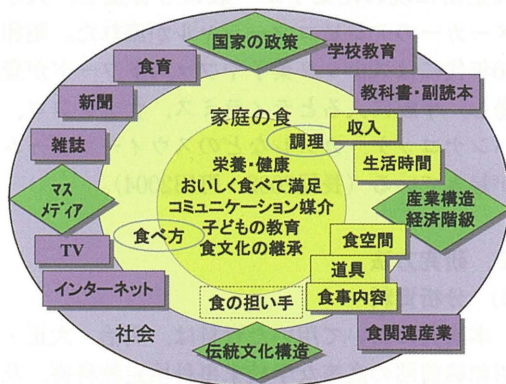 国家の政策
学校教育
食育
教科書・副読本
新聞
家庭の食
収入
調理
雑誌
生活時間
栄養・健康
おいしく食べて満足
マス
メディア
コミュニケーション媒介
産業構造
経済階級
子どもの教育
食べ方
食文化の継承
食空間
TV
道具
インターネット
食の担い手
食事内容
社会
食関連産業
伝統文化構造